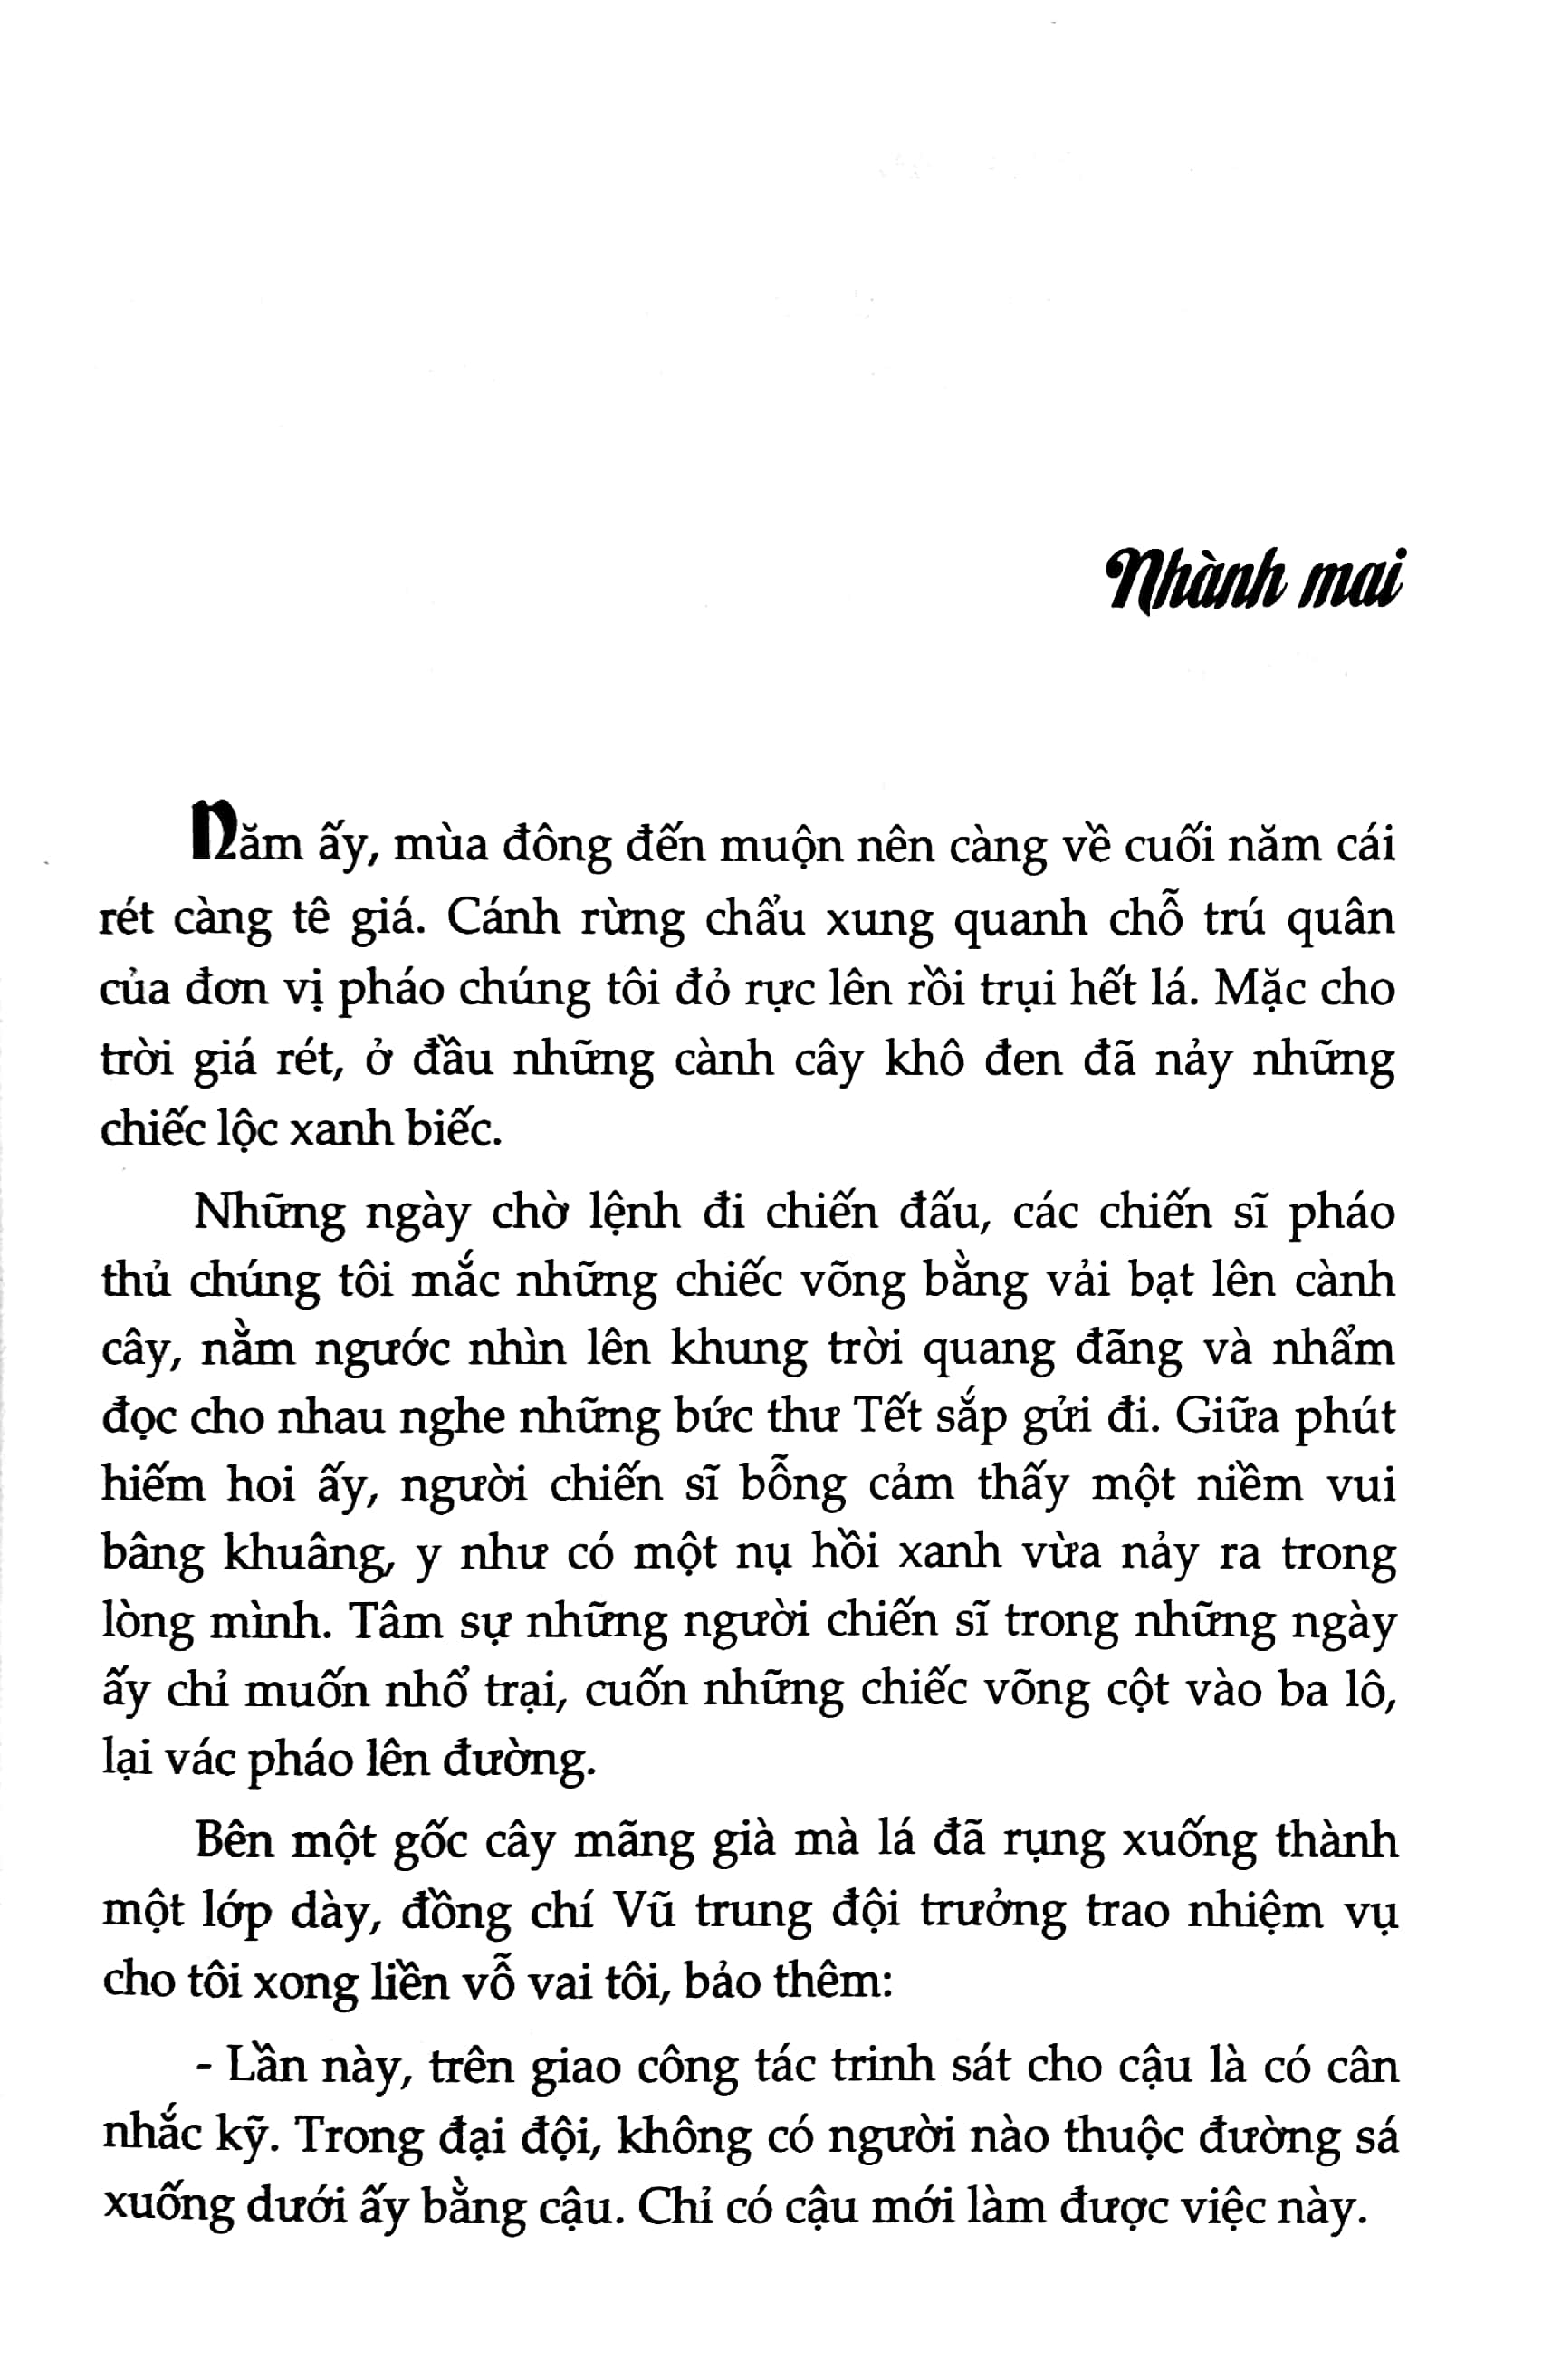 Nhành mai
Năm ấy, mùa đông đến muộn nên càng về cuối năm cái
rét càng tê giá. Cánh rừng chẩu xung quanh chỗ trú quân
của đơn vị pháo chúng tôi đỏ rực lên rồi trụi hết lá. Mặc cho
trời giá rét, ở đầu những cành cây khô đen đã nảy những
chiếc lộc xanh biếc.
Những ngày chờ lệnh đi chiến đấu, các chiến sĩ pháo
thủ chúng tôi mắc những chiếc võng bằng vải bạt lên cành
cây, nằm ngước nhìn lên khung trời quang đãng và nhẩm
đọc cho nhau nghe những bức thư Tết sắp gửi đi. Giữa phút
hiếm hoi ấy, người chiến sĩ bỗng cảm thấy một niềm vui
bâng khuâng, y như có một nụ hồi xanh vừa nảy ra trong
lòng mình. Tâm sự những người chiến sĩ trong những ngày
ấy chỉ muốn nhổ trại, cuốn những chiếc võng cột vào ba lô,
lại vác pháo lên đường.
Bên một gốc cây mãng già mà lá đã rụng xuống thành
một lớp dày, đồng chí Vũ trung đội trưởng trao nhiệm vụ
cho tôi xong liền vỗ vai tôi, bảo thêm:
- Lần này, trên giao công tác trinh sát cho cậu là có cân
nhắc kỹ. Trong đại đội, không có người nào thuộc đường sá
xuống dưới ấy bằng cậu. Chỉ có cậu mới làm được việc này.